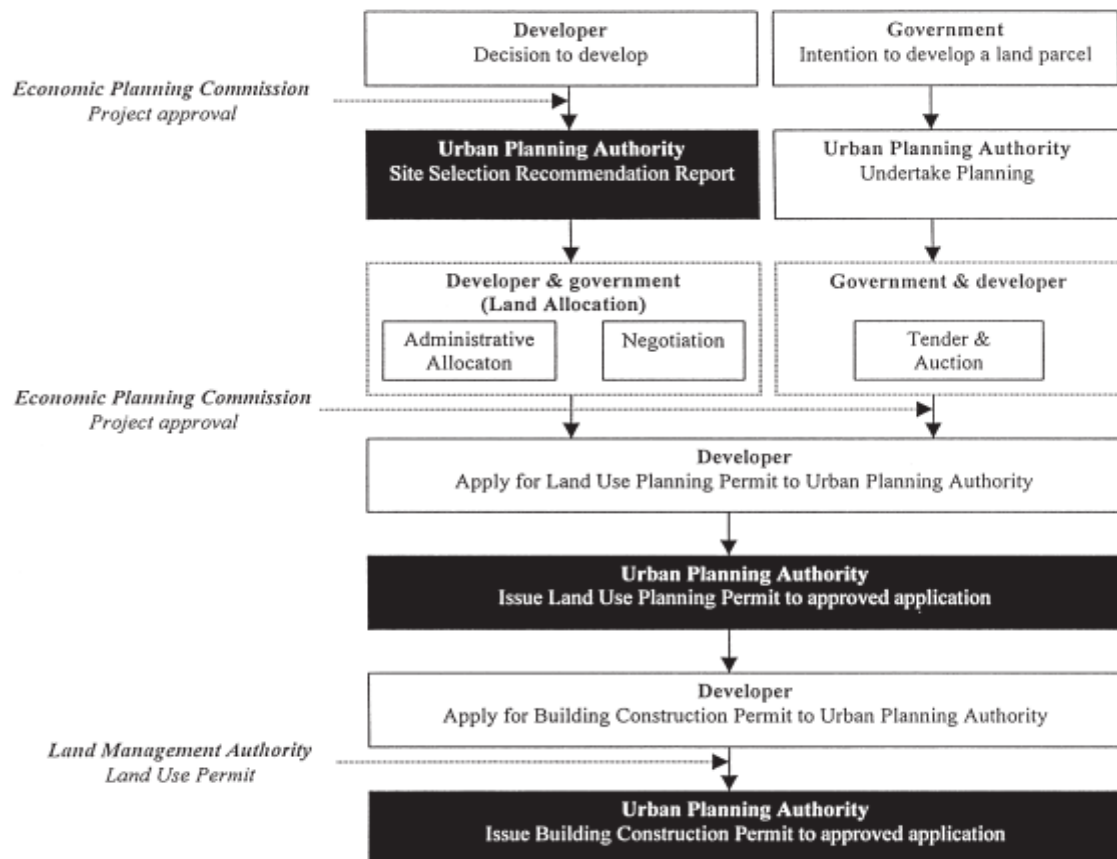 Developer
Decision to develop
Government
Intention to develop a land parcel
Economic Planning Commission
Project approval
Urban Planning Authority
Site Selection Recommendation Report
Urban Planning Authority
Undertake Planning
Developer & government
(Land Allocation)
Administrative
Allocaton
Negotiation
Government & developer
Tender &
Auction
Economic Planning Commission
Project approval
Developer
Apply for Land Use Planning Permit to Urban Planning Authority
Urban Planning Authority
Issue Land Use Planning Permit to approved application
Developer
Apply for Building Construction Permit to Urban Planning Authority
Land Management Authority
Land Use Permit
Urban Planning Authority
Issue Building Construction Permit to approved application